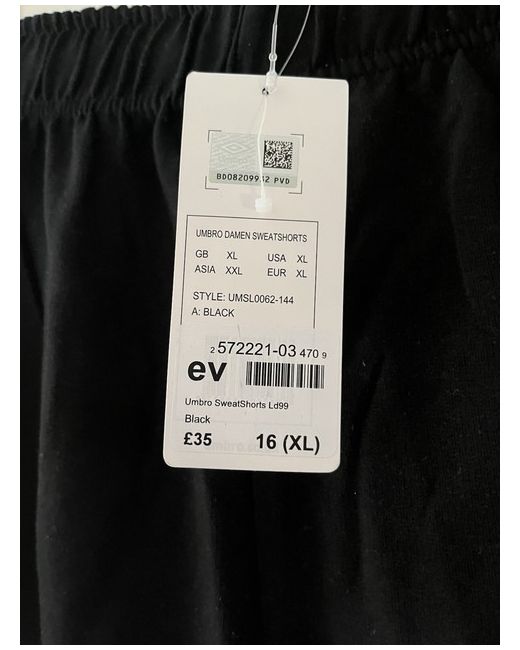 BD08209932 PVD
UMBRO DAMEN SWEATSHORTS
GB XL USA XL
ASIA XXL EUR XL
STYLE: UMSL0062-144
A: BLACK
2 572221-03 470 9
ev
Umbro SweatShorts Ld99
Black
£35 16 (XL)